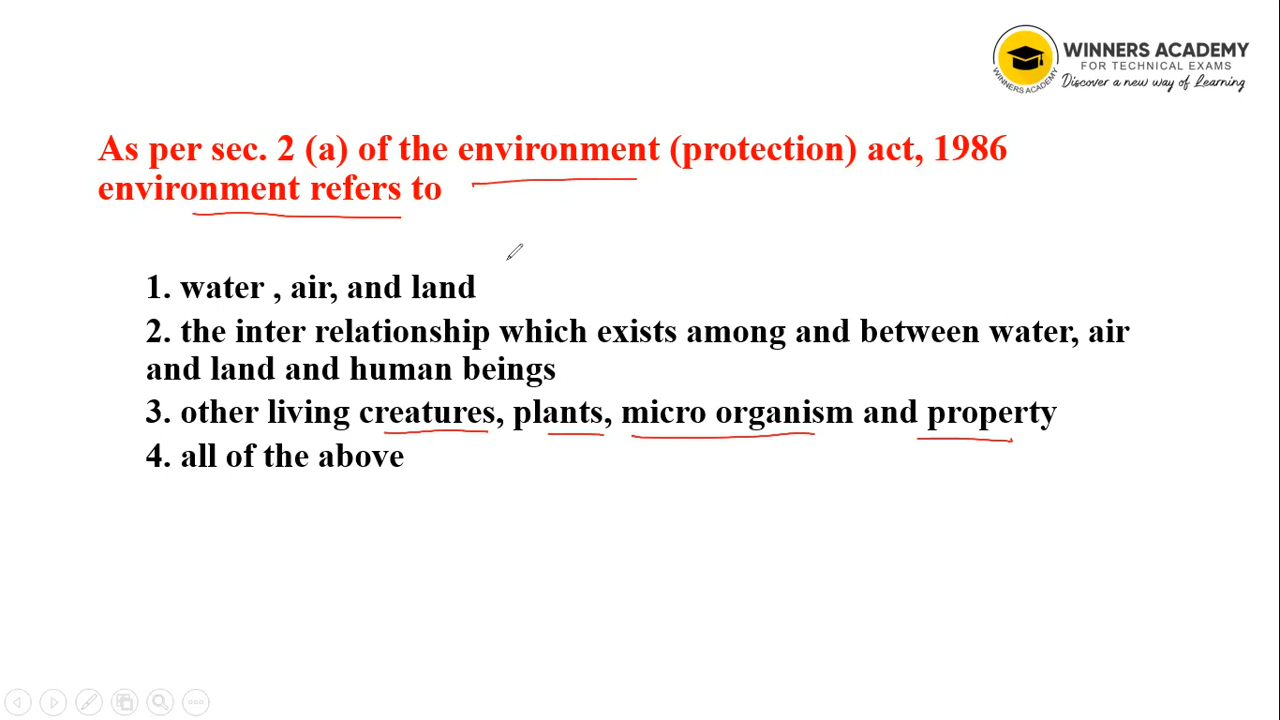 WINNERS ACADEMY
FOR TECHNICAL EXAMS
Discover a new way of Learning
WINNERS ACADEMY
As per sec. 2 (a) of the environment (protection) act, 1986
environment refers to
1. water , air, and land
2. the inter relationship which exists among and between water, air
and land and human beings
3. other living creatures, plants, micro organism and property
4. all of the above